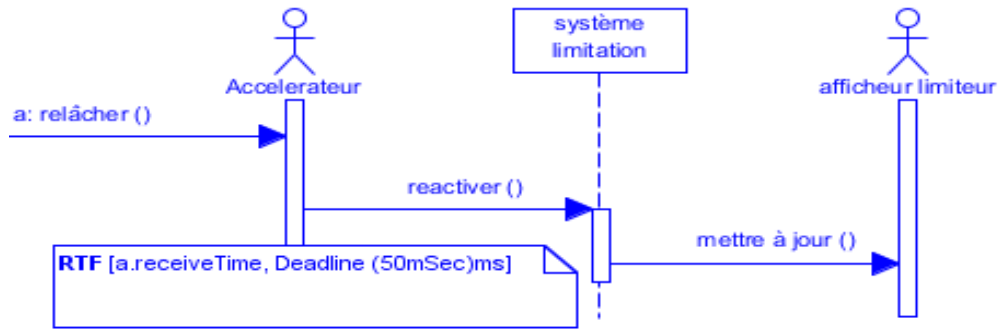 système
limitation
Accelerateur
afficheur limiteur
a: relâcher ()
reactiver ()
mettre à jour ()
RTF [a.receiveTime, Deadline (50mSec)ms]